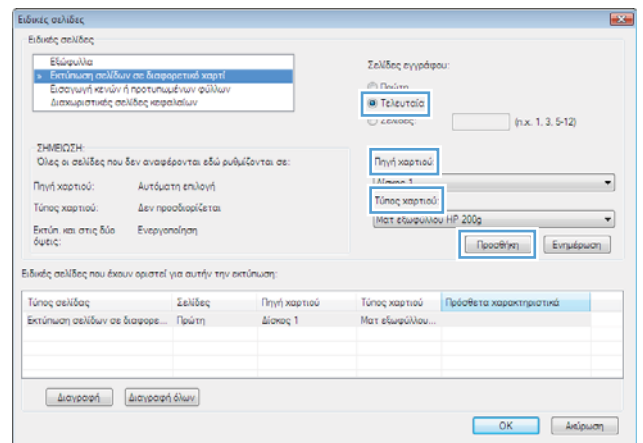 Ειδικές σελίδες
Ειδικές σελίδες
Εξώφυλλα
Εκτύπωση σελίδων σε διαφορετικό χαρτί
Εισαγωγή κενών ή προτυπωμένων φύλλων
Διαχωριστικές σελίδες κεφαλαίων
Σελίδες εγγράφου:
Πρώτη
Τελευταία
Σελίδες:
(π.χ. 1, 3, 5-12)
ΣΗΜΕΙΩΣΗ:
Όλες οι σελίδες που δεν αναφέρονται εδώ ρυθμίζονται σε:
Πηγή χαρτιού: Αυτόματη επιλογή
Τύπος χαρτιού: Δεν προσδιορίζεται
Εκτύπ. και στις δύο όψεις: Ενεργοποίηση
Πηγή χαρτιού:
Δίσκος 1
Τύπος χαρτιού:
Ματ εξωφύλλου HP 200g
Προσθήκη Ενημέρωση
Ειδικές σελίδες που έχουν οριστεί για αυτήν την εκτύπωση:
Τύπος σελίδας Σελίδες Πηγή χαρτιού Τύπος χαρτιού Πρόσθετα χαρακτηριστικά
Εκτύπωση σελίδων σε διαφορε... Πρώτη Δίσκος 1 Ματ εξωφύλλου...
Διαγραφή Διαγραφή όλων
OK Ακύρωση